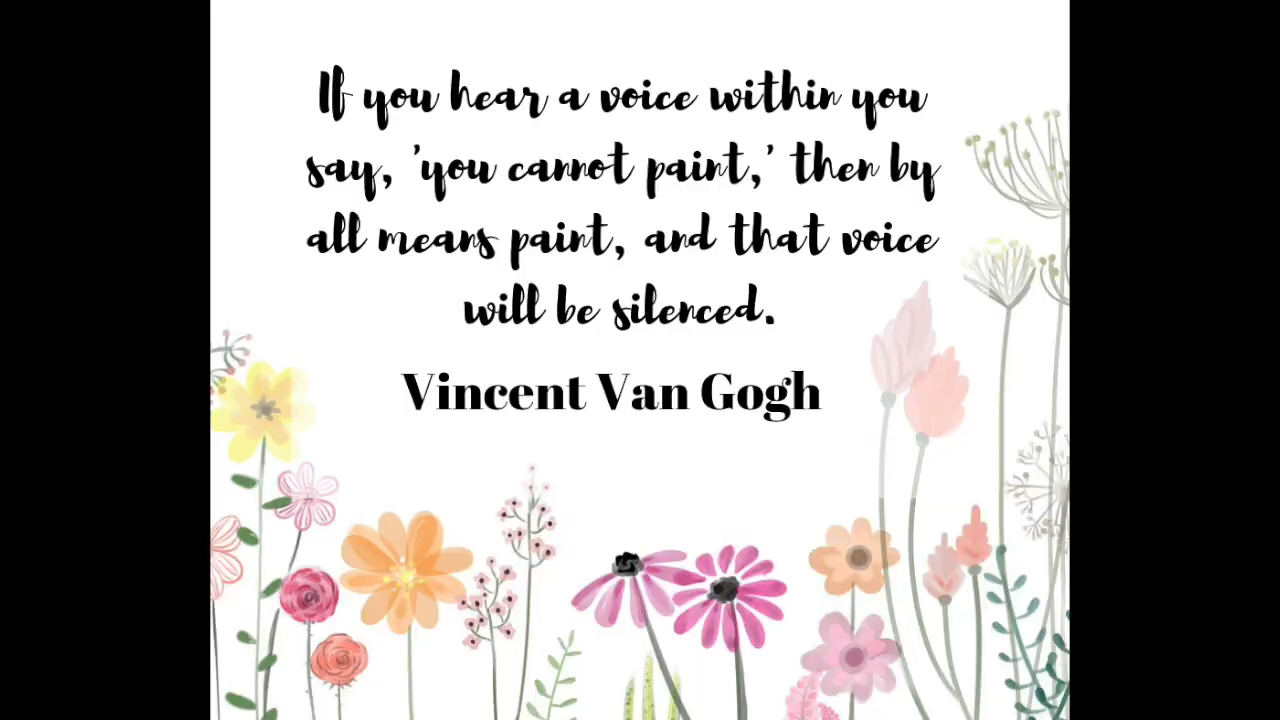 If you hear a voice within you
say, 'you cannot paint,' then by
all means paint, and that voice
will be silenced.
Vincent Van Gogh